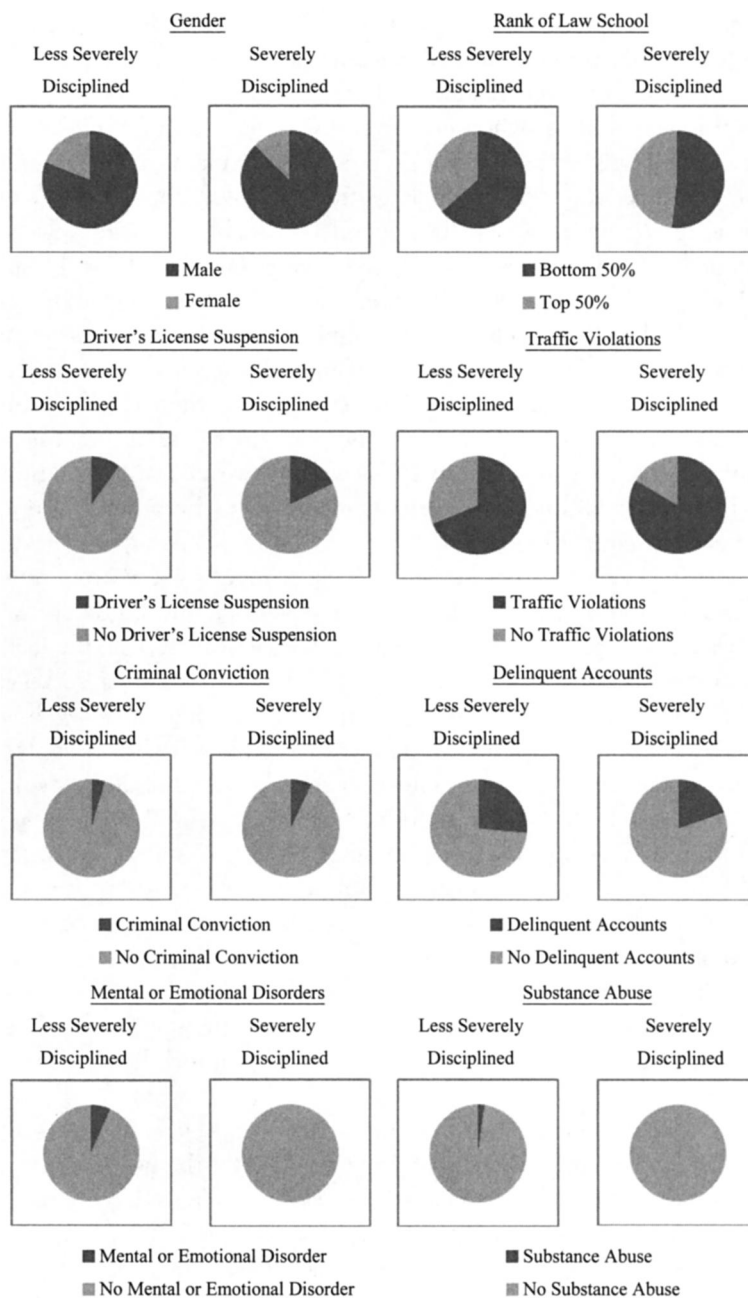 Gender
Less Severely
Disciplined
Severely
Disciplined
Male
Female
Rank of Law School
Less Severely
Disciplined
Severely
Disciplined
Bottom 50%
Top 50%
Driver's License Suspension
Less Severely
Disciplined
Severely
Disciplined
Driver's License Suspension
No Driver's License Suspension
Traffic Violations
Less Severely
Disciplined
Severely
Disciplined
Traffic Violations
No Traffic Violations
Criminal Conviction
Less Severely
Disciplined
Severely
Disciplined
Criminal Conviction
No Criminal Conviction
Delinquent Accounts
Less Severely
Disciplined
Severely
Disciplined
Delinquent Accounts
No Delinquent Accounts
Mental or Emotional Disorders
Less Severely
Disciplined
Severely
Disciplined
Mental or Emotional Disorder
No Mental or Emotional Disorder
Substance Abuse
Less Severely
Disciplined
Severely
Disciplined
Substance Abuse
No Substance Abuse